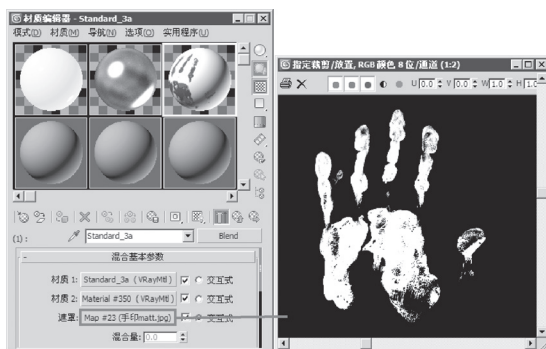 材质编辑器 - Standard_3a
模式(D) 材质(M) 导航(N) 选项(O) 实用程序(U)
(1) :
Standard_3a
Blend
混合基本参数
材质 1: Standard_3a (VRayMtl) 交互式
材质 2: Material #350 (VRayMtl) 交互式
遮罩: Map #23 (手印matt.jpg) 交互式
混合量: 0.0
指定裁剪/放置, RGB 颜色 8 位/通道 (1:2)
U 0.0 V 0.0 W 1.0 H 1.0